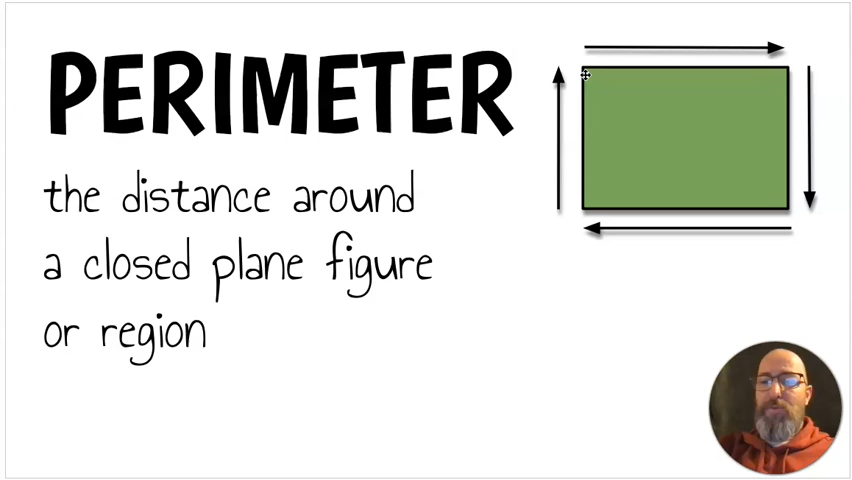 PERIMETER
the distance around
a closed plane figure
or region